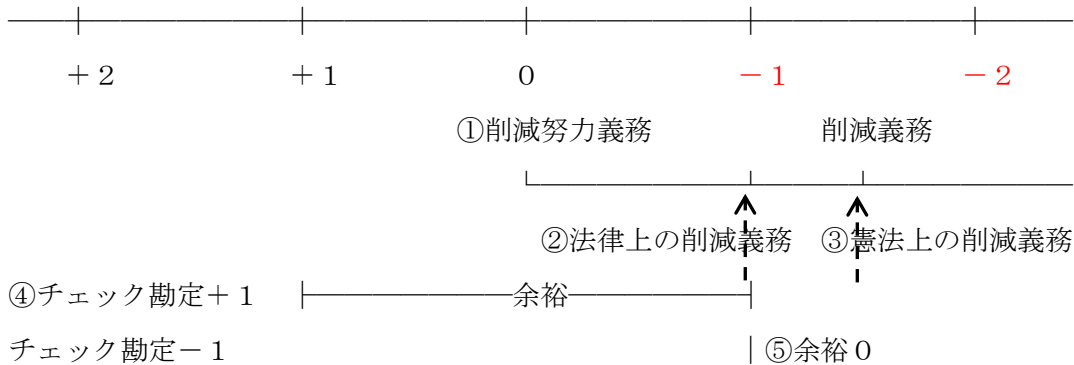 +2 +1 0 -1 -2
①削減努力義務 削減義務
②法律上の削減義務 ③憲法上の削減義務
④チェック勘定+1 余裕
チェック勘定-1 ⑤余裕0